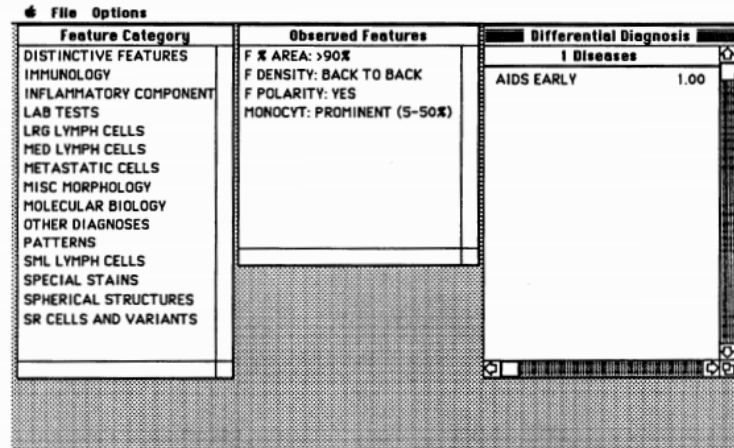 File Options
Feature Category
DISTINCTIVE FEATURES
IMMUNOLOGY
INFLAMMATORY COMPONENT
LAB TESTS
LRG LYMPH CELLS
MED LYMPH CELLS
METASTATIC CELLS
MISC MORPHOLOGY
MOLECULAR BIOLOGY
OTHER DIAGNOSES
PATTERNS
SML LYMPH CELLS
SPECIAL STAINS
SPHERICAL STRUCTURES
SR CELLS AND VARIANTS
Observed Features
F % AREA: >90%
F DENSITY: BACK TO BACK
F POLARITY: YES
MONOCYT: PROMINENT (5-50%)
Differential Diagnosis
1 Diseases
AIDS EARLY 1.00